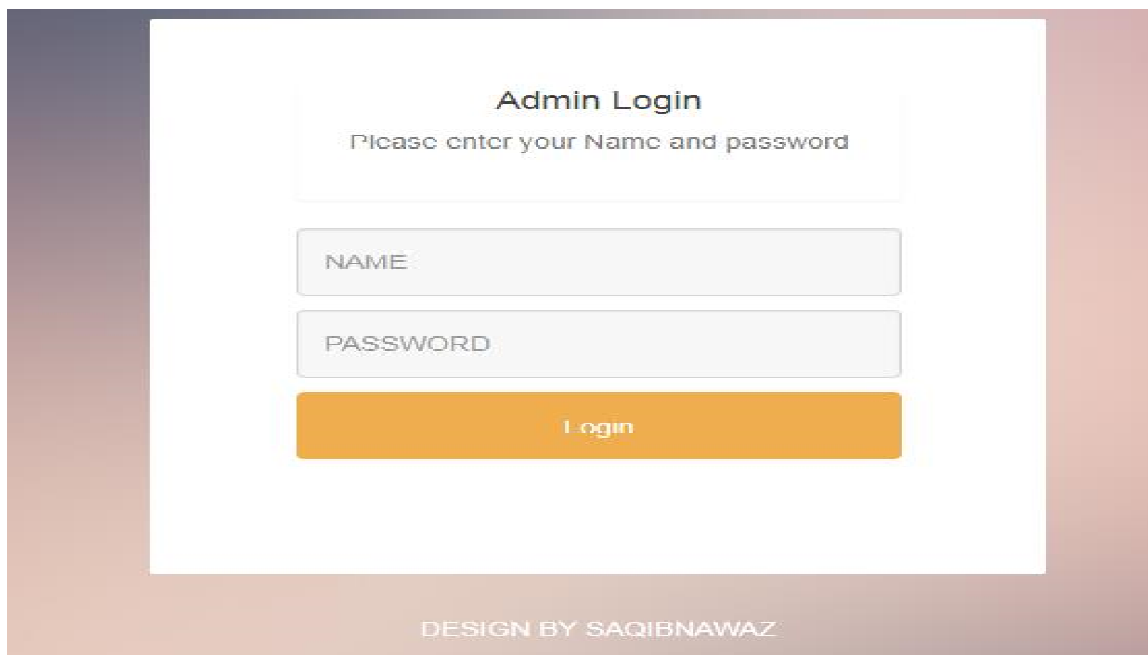 Admin Login
Please enter your Name and password
NAME
PASSWORD
Login
DESIGN BY SAQIBNAWAZ